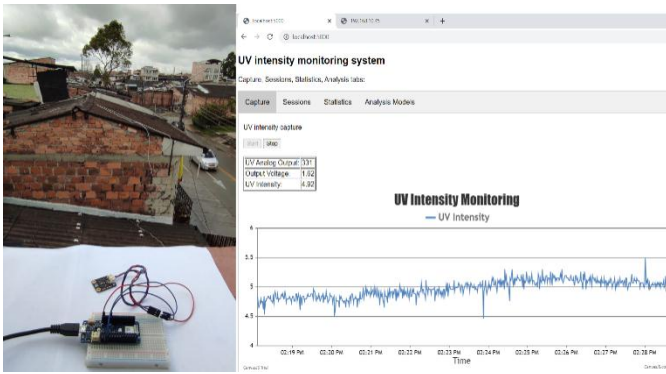 localhost:5000
localhost:5000
UV intensity monitoring system
Capture, Sessions, Statistics, Analysis tabs:
Capture Sessions Statistics Analysis Models
UV intensity capture
start stop
UV Analog Output: 331
Output Voltage: 1.62
UV Intensity: 4.92
UV Intensity Monitoring
UV Intensity
6
5.5
5
4.5
4
02:19 PM 02:20 PM 02:21 PM 02:22 PM 02:23 PM 02:24 PM 02:25 PM 02:26 PM 02:27 PM 02:28 PM
Time